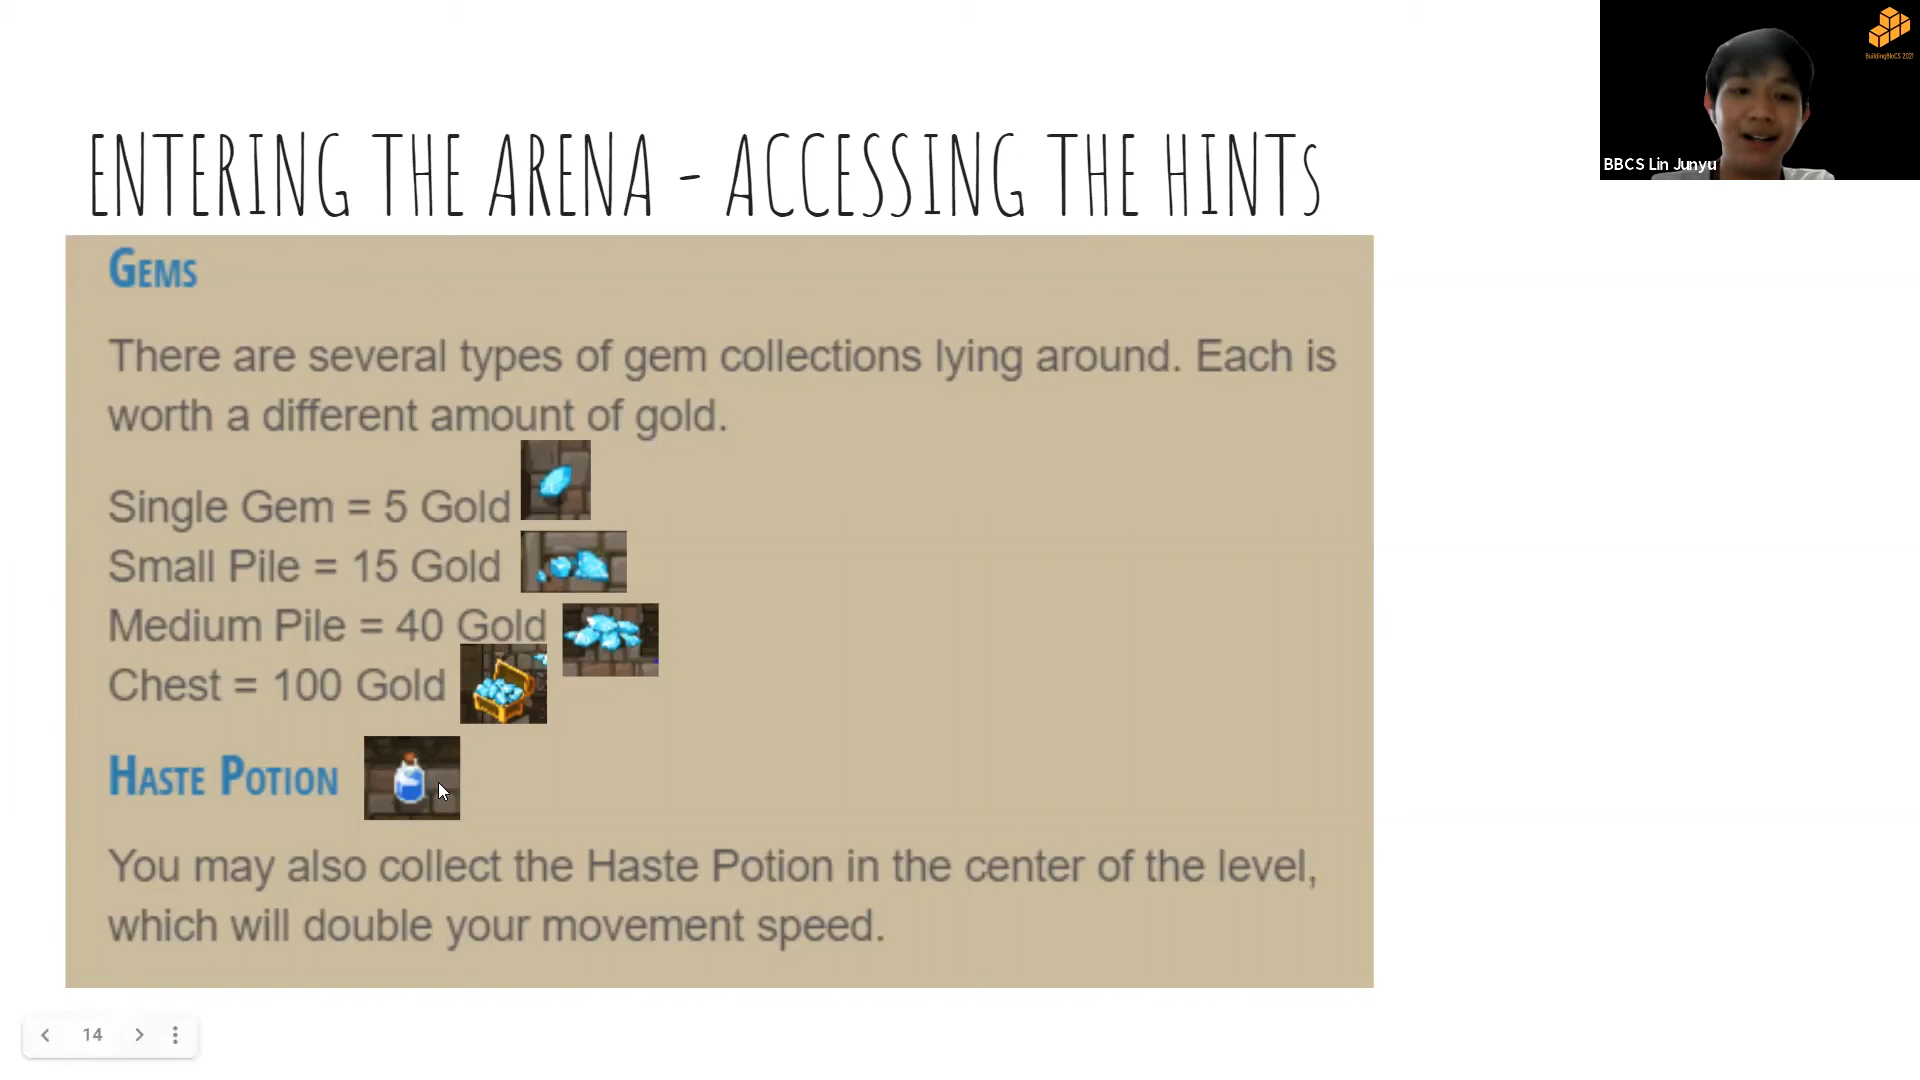 BuildingBloCS 2021
BBCS Lin Junyu
ENTERING THE ARENA - ACCESSING THE HINTs
GEMS
There are several types of gem collections lying around. Each is
worth a different amount of gold.
Single Gem = 5 Gold
Small Pile = 15 Gold
Medium Pile = 40 Gold
Chest = 100 Gold
HASTE POTION
You may also collect the Haste Potion in the center of the level,
which will double your movement speed.
14